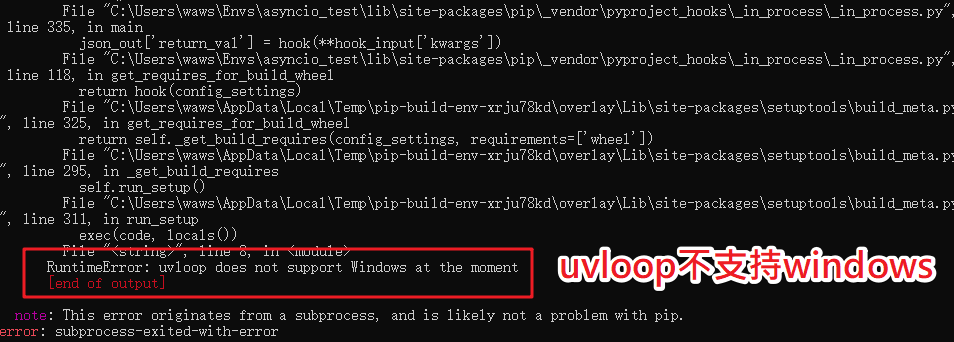 File "C:\Users\waws\Envs\asyncio_test\lib\site-packages\pip\_vendor\pyproject_hooks\_in_process\_in_process.py",
line 335, in main
json_out['return_val'] = hook(**hook_input['kwargs'])
File "C:\Users\waws\Envs\asyncio_test\lib\site-packages\pip\_vendor\pyproject_hooks\_in_process\_in_process.py",
line 118, in get_requires_for_build_wheel
return hook(config_settings)
File "C:\Users\waws\AppData\Local\Temp\pip-build-env-xrju78kd\overlay\Lib\site-packages\setuptools\build_meta.py
", line 325, in get_requires_for_build_wheel
return self._get_build_requires(config_settings, requirements=['wheel'])
File "C:\Users\waws\AppData\Local\Temp\pip-build-env-xrju78kd\overlay\Lib\site-packages\setuptools\build_meta.py
", line 295, in _get_build_requires
self.run_setup()
File "C:\Users\waws\AppData\Local\Temp\pip-build-env-xrju78kd\overlay\Lib\site-packages\setuptools\build_meta.py
", line 311, in run_setup
exec(code, locals())
File "<string>", line 8, in <module>
RuntimeError: uvloop does not support Windows at the moment
[end of output]
uvloop不支持windows
note: This error originates from a subprocess, and is likely not a problem with pip.
error: subprocess-exited-with-error